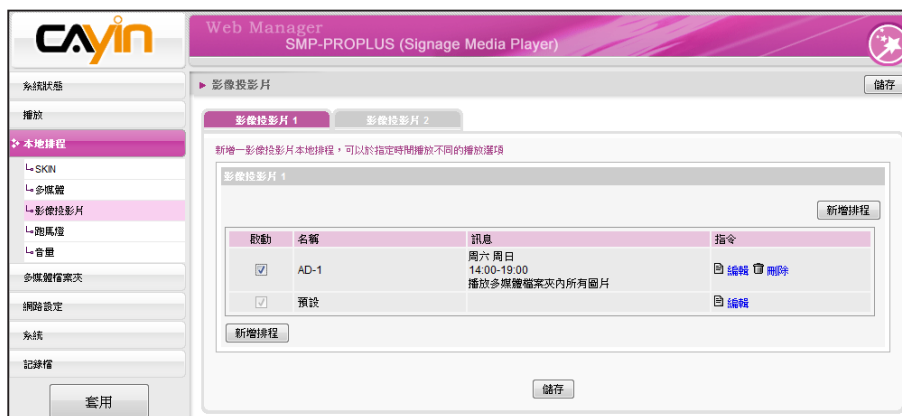 CAYIN
Web Manager
SMP-PROPLUS (Signage Media Player)
系統狀態
播放
本地排程
SKIN
多媒體
影像投影片
跑馬燈
音量
多媒體檔案夾
網路設定
系統
記錄檔
套用
影像投影片
儲存
影像投影片 1
影像投影片 2
新增一影像投影片本地排程,可以於指定時間播放不同的播放選項
影像投影片 1
新增排程
啟動 名稱 訊息 指令
AD-1
周六 周日
14:00-19:00
播放多媒體檔案夾內所有圖片
編輯 刪除
預設 編輯
新增排程
儲存